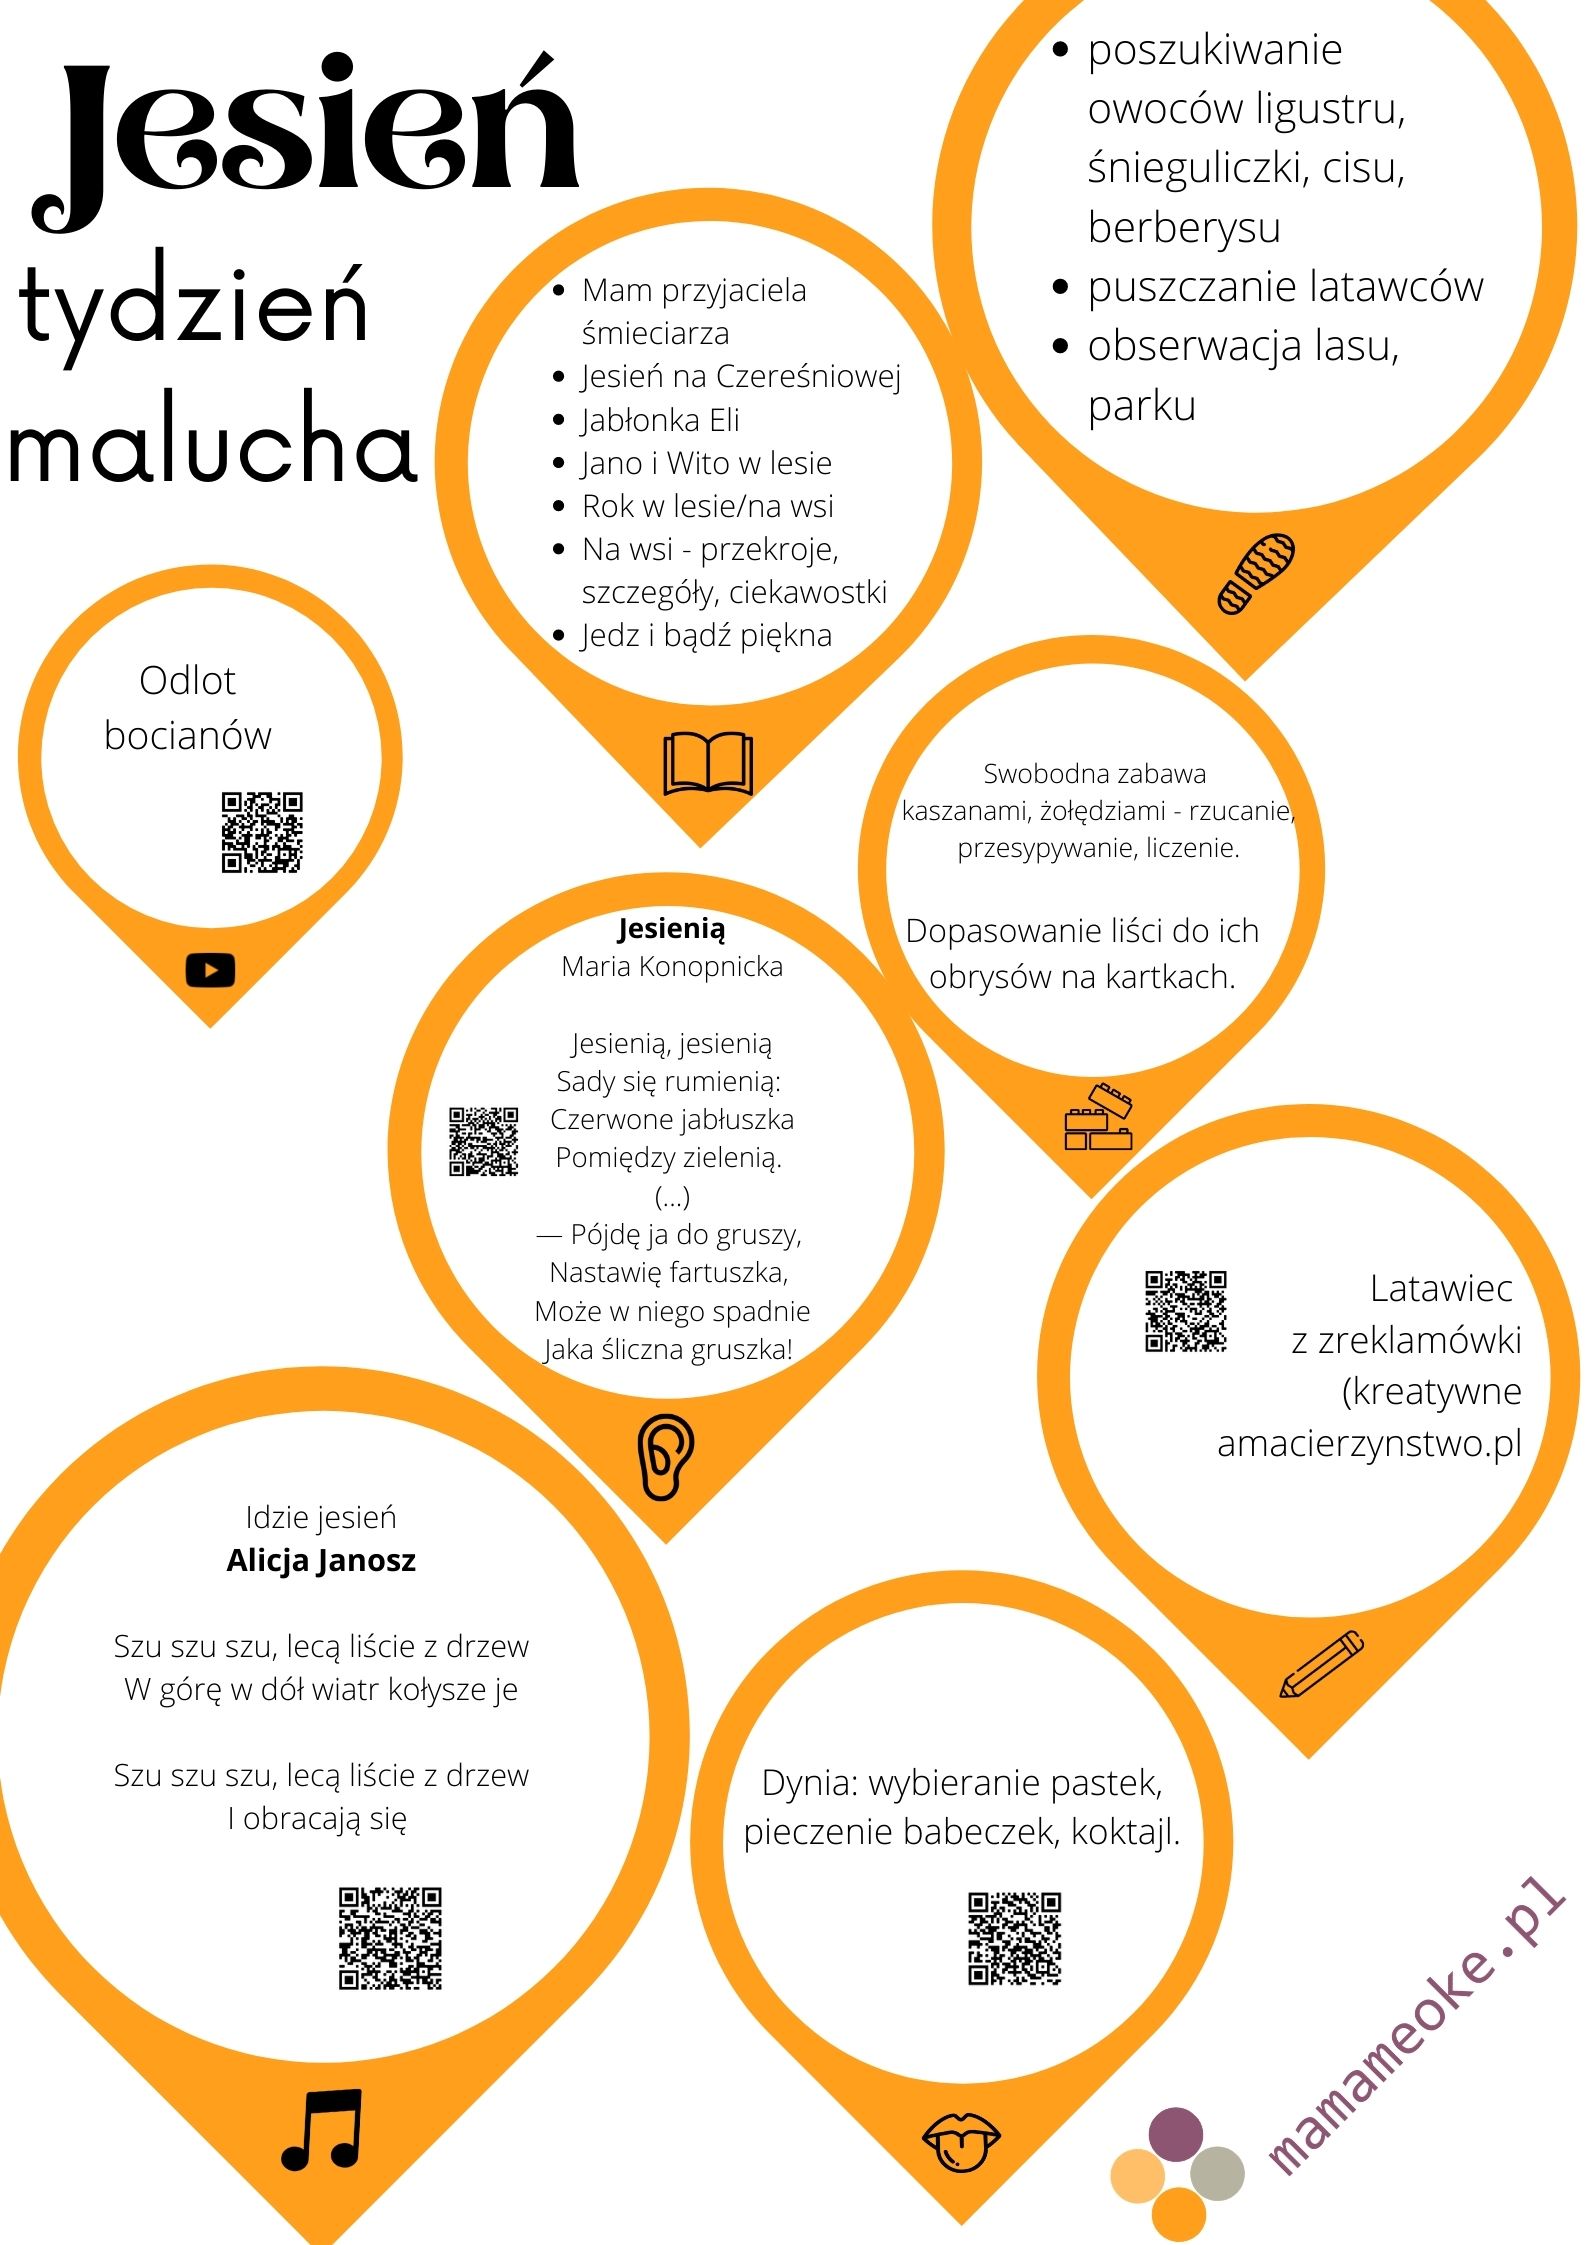 Jesień
tydzień
malucha
• poszukiwanie
owoców ligustru,
śnieguliczki, cisu,
berberysu
• puszczanie latawców
• obserwacja lasu,
parku
• Mam przyjaciela
śmieciarza
• Jesień na Czereśniowej
• Jabłonka Eli
• Jano i Wito w lesie
• Rok w lesie/na wsi
• Na wsi - przekroje,
szczegóły, ciekawostki
• Jedz i bądź piękna
Odlot
bocianów
Swobodna zabawa
kaszanami, żołędziami - rzucanie,
przesypywanie, liczenie.
Dopasowanie liści do ich
obrysów na kartkach.
Jesienią
Maria Konopnicka
Jesienią, jesienią
Sady się rumienią:
Czerwone jabłuszka
Pomiędzy zielenią.
(...)
— Pójdę ja do gruszy,
Nastawię fartuszka,
Może w niego spadnie
Jaka śliczna gruszka!
Latawiec
z zreklamówki
(kreatywne
amacierzynstwo.pl
Idzie jesień
Alicja Janosz
Szu szu szu, lecą liście z drzew
W górę w dół wiatr kołysze je
Szu szu szu, lecą liście z drzew
I obracają się
Dynia: wybieranie pastek,
pieczenie babeczek, koktajl.
mamameoke.pl